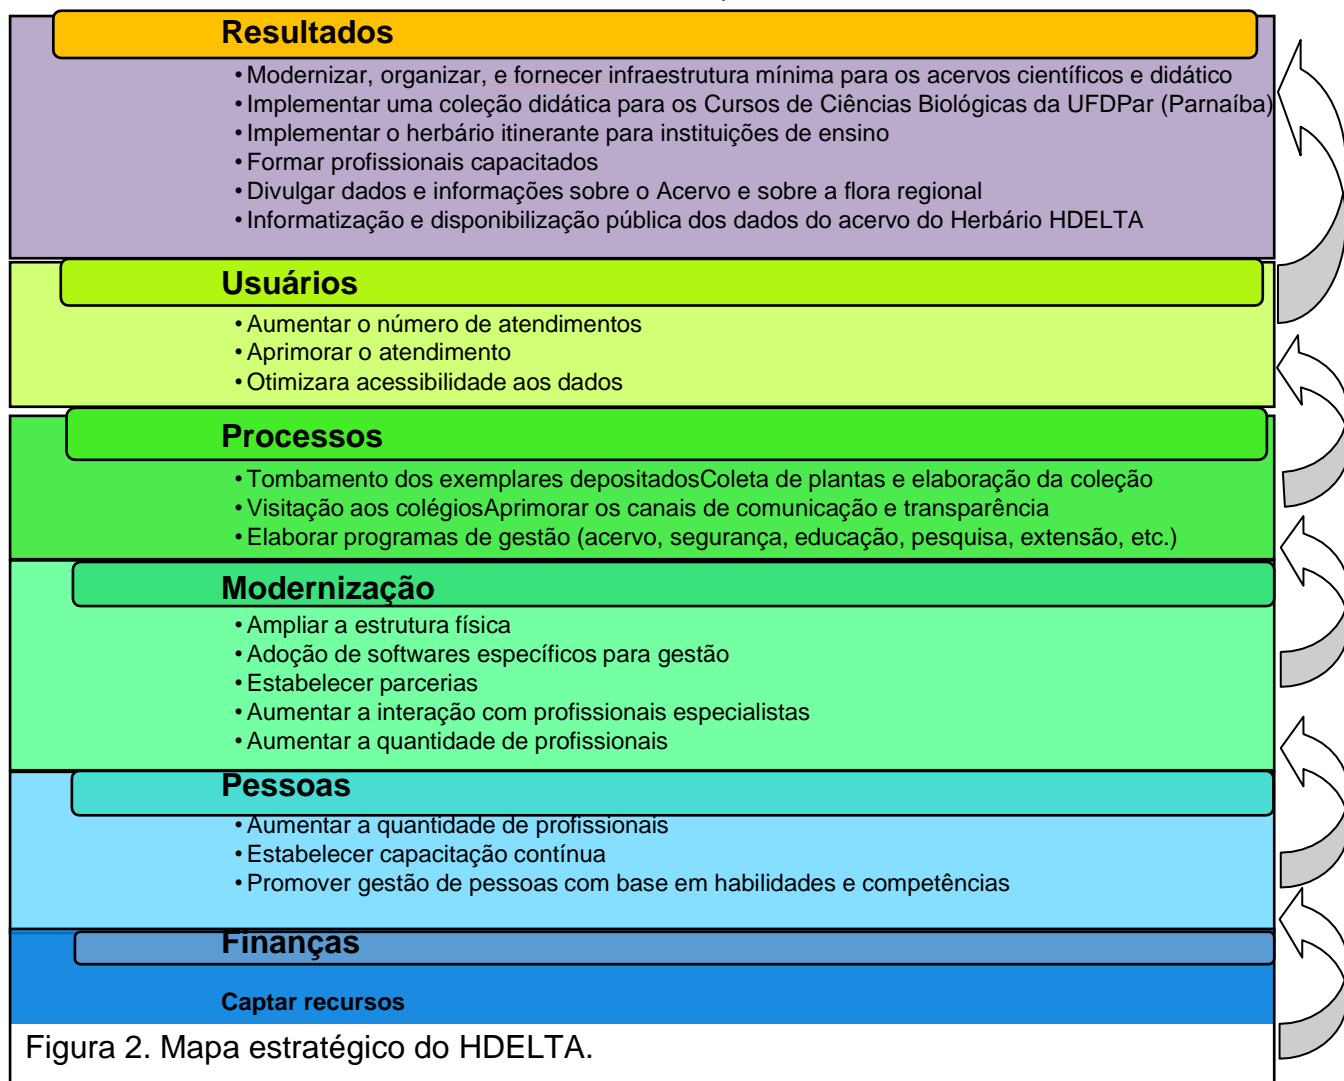 Resultados
• Modernizar, organizar, e fornecer infraestrutura mínima para os acervos científicos e didático
• Implementar uma coleção didática para os Cursos de Ciências Biológicas da UFDPar (Parnaíba)
• Implementar o herbário itinerante para instituições de ensino
• Formar profissionais capacitados
• Divulgar dados e informações sobre o Acervo e sobre a flora regional
• Informatização e disponibilização pública dos dados do acervo do Herbário HDELTA
Usuários
• Aumentar o número de atendimentos
• Aprimorar o atendimento
• Otimizara acessibilidade aos dados
Processos
• Tombamento dos exemplares depositadosColeta de plantas e elaboração da coleção
• Visitação aos colégiosAprimorar os canais de comunicação e transparência
• Elaborar programas de gestão (acervo, segurança, educação, pesquisa, extensão, etc.)
Modernização
• Ampliar a estrutura física
• Adoção de softwares específicos para gestão
• Estabelecer parcerias
• Aumentar a interação com profissionais especialistas
• Aumentar a quantidade de profissionais
Pessoas
• Aumentar a quantidade de profissionais
• Estabelecer capacitação contínua
• Promover gestão de pessoas com base em habilidades e competências
Finanças
Captar recursos
Figura 2. Mapa estratégico do HDELTA.